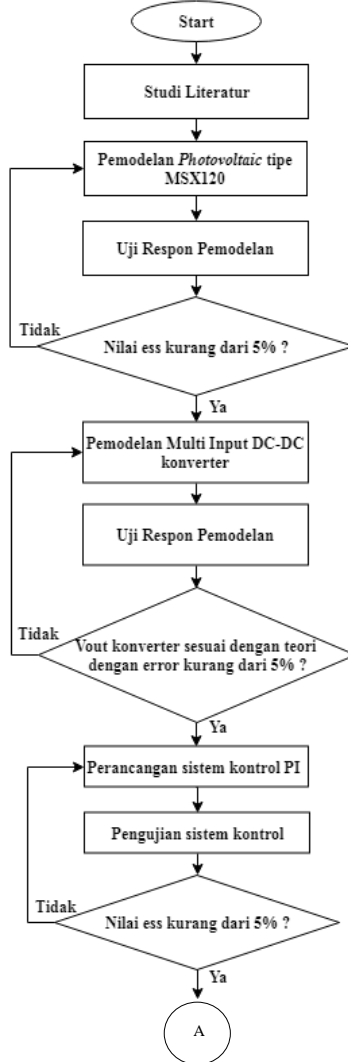 Start
Studi Literatur
Pemodelan Photovoltaic tipe
MSX120
Uji Respon Pemodelan
Tidak
Nilai ess kurang dari 5% ?
Ya
Pemodelan Multi Input DC-DC
konverter
Uji Respon Pemodelan
Tidak
Vout konverter sesuai dengan teori
dengan error kurang dari 5% ?
Ya
Perancangan sistem kontrol PI
Pengujian sistem kontrol
Tidak
Nilai ess kurang dari 5% ?
Ya
A